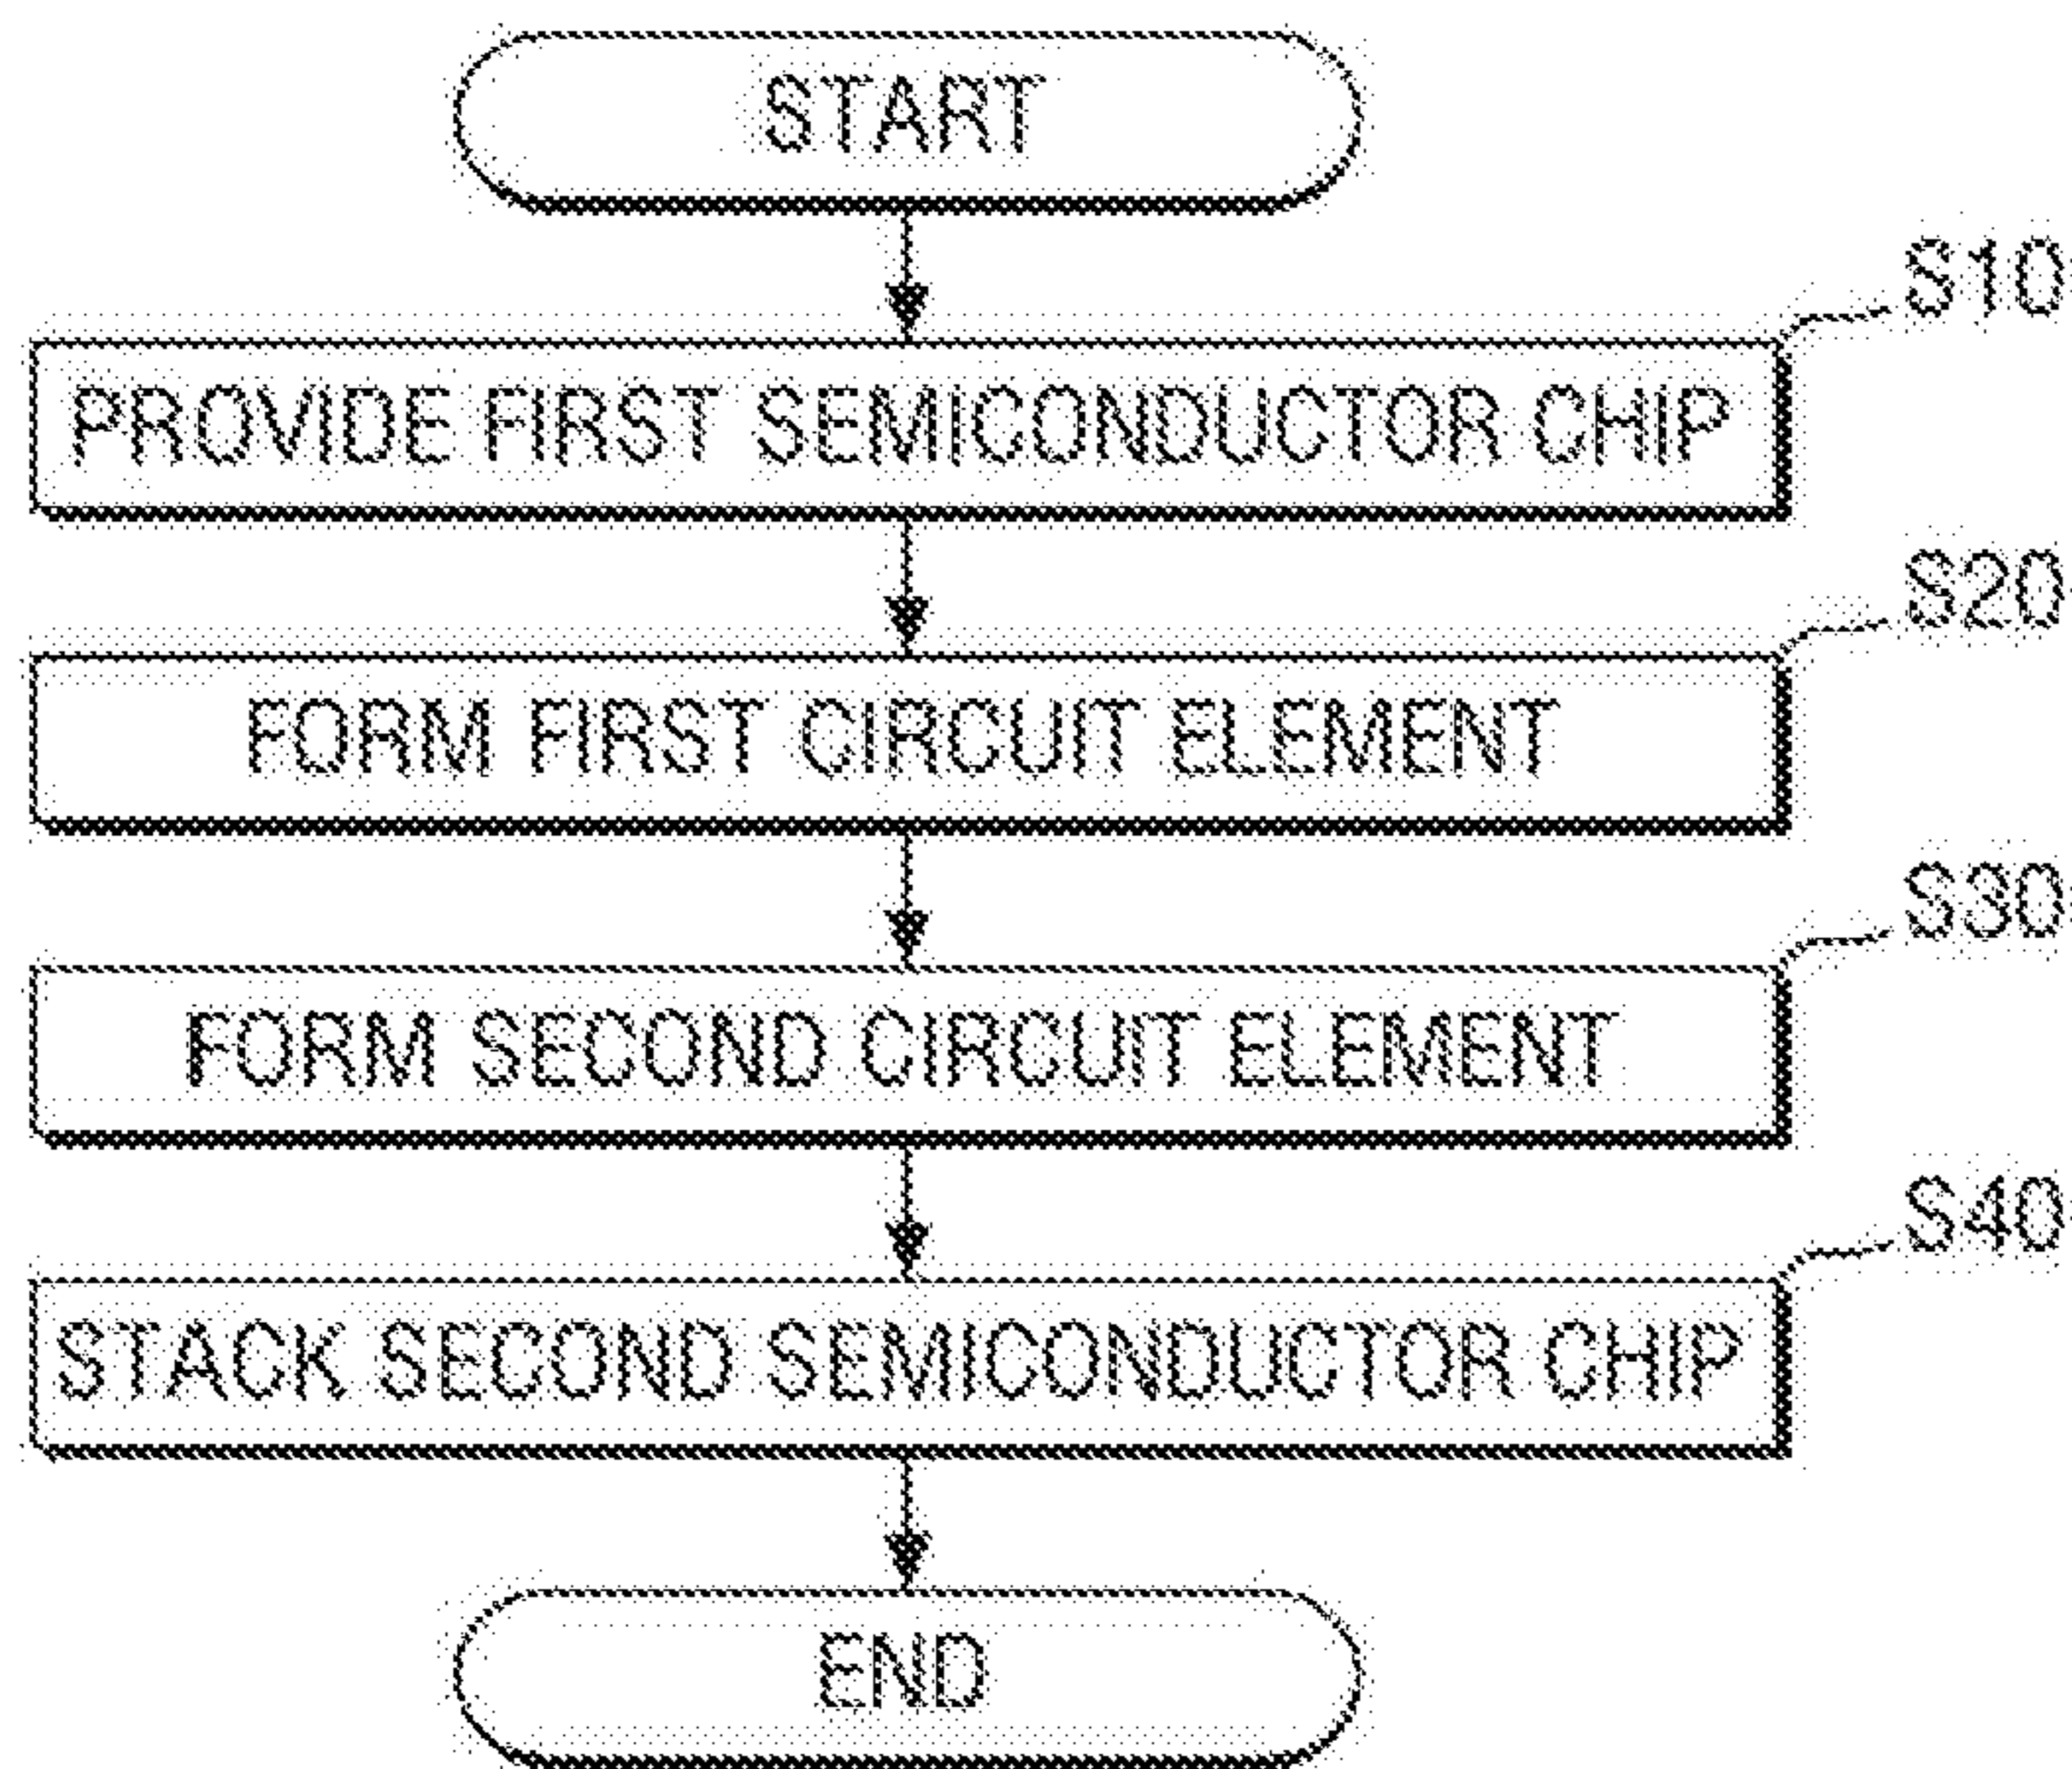 START
S10
PROVIDE FIRST SEMICONDUCTOR CHIP
S20
FORM FIRST CIRCUIT ELEMENT
S30
FORM SECOND CIRCUIT ELEMENT
S40
STACK SECOND SEMICONDUCTOR CHIP
END